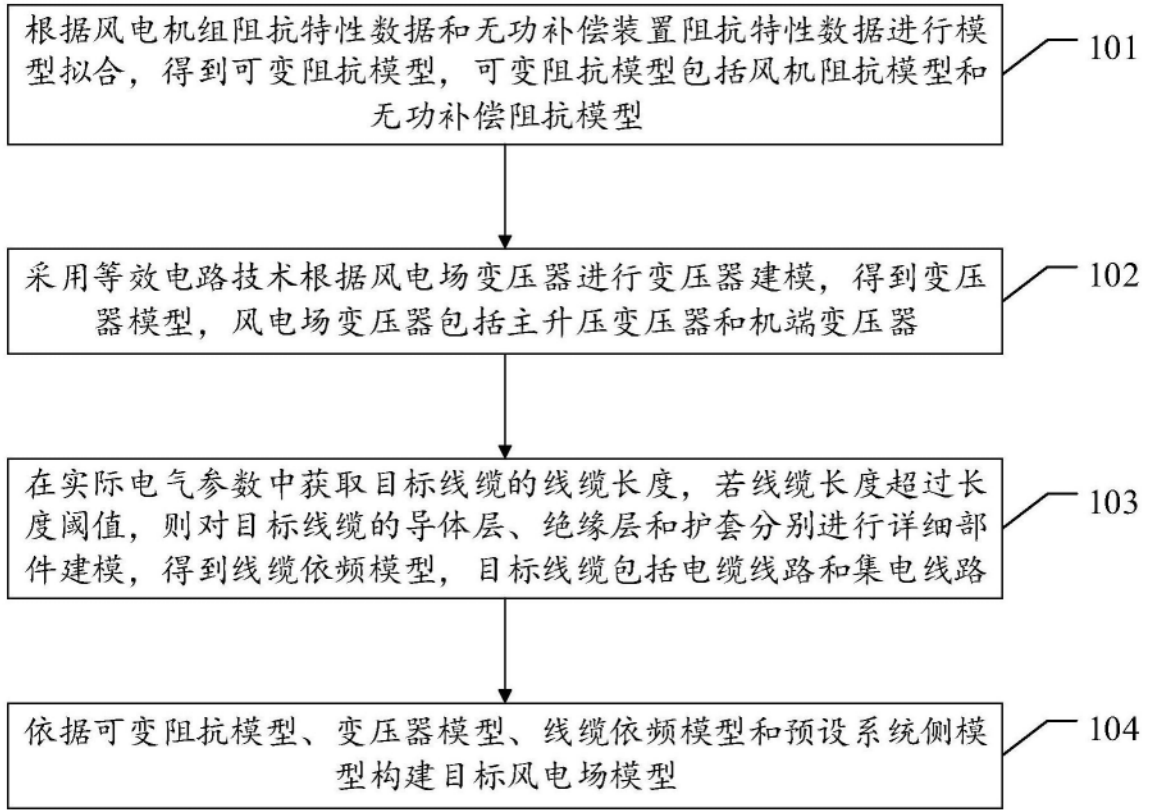 根据风电机组阻抗特性数据和无功补偿装置阻抗特性数据进行模
型拟合，得到可变阻抗模型，可变阻抗模型包括风机阻抗模型和
无功补偿阻抗模型
101
采用等效电路技术根据风电场变压器进行变压器建模，得到变压
器模型，风电场变压器包括主升压变压器和机端变压器
102
在实际电气参数中获取目标线缆的线缆长度，若线缆长度超过长
度阈值，则对目标线缆的导体层、绝缘层和护套分别进行详细部
件建模，得到线缆依频模型，目标线缆包括电缆线路和集电线路
103
依据可变阻抗模型、变压器模型、线缆依频模型和预设系统侧模
型构建目标风电场模型
104